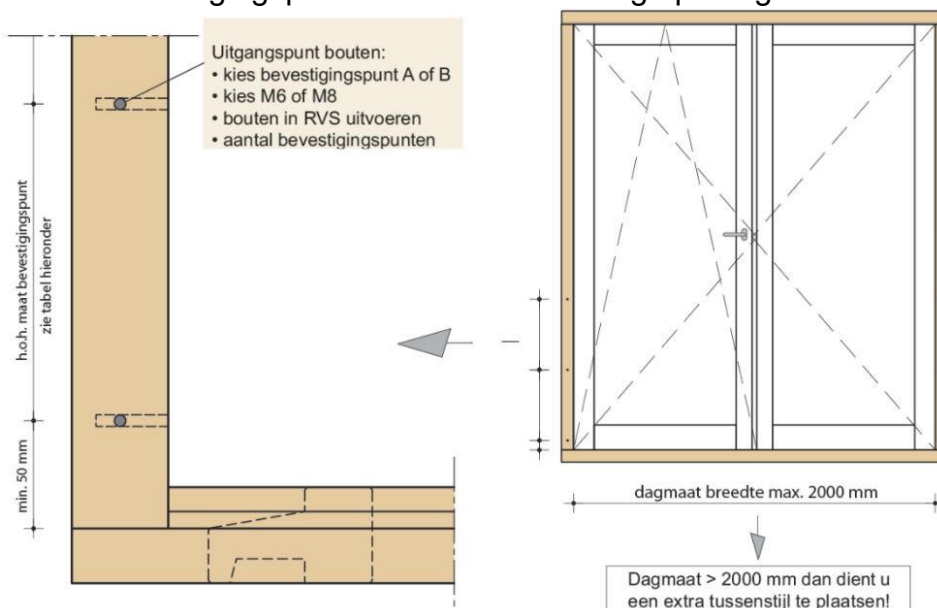 Uitgangspunt bouten:
• kies bevestigingspunt A of B
• kies M6 of M8
• bouten in RVS uitvoeren
• aantal bevestigingspunten
h.o.h. maat bevestigingspunt
zie tabel hieronder
min. 50 mm
dagmaat breedte max. 2000 mm
Dagmaat > 2000 mm dan dient u
een extra tussenstijl te plaatsen!